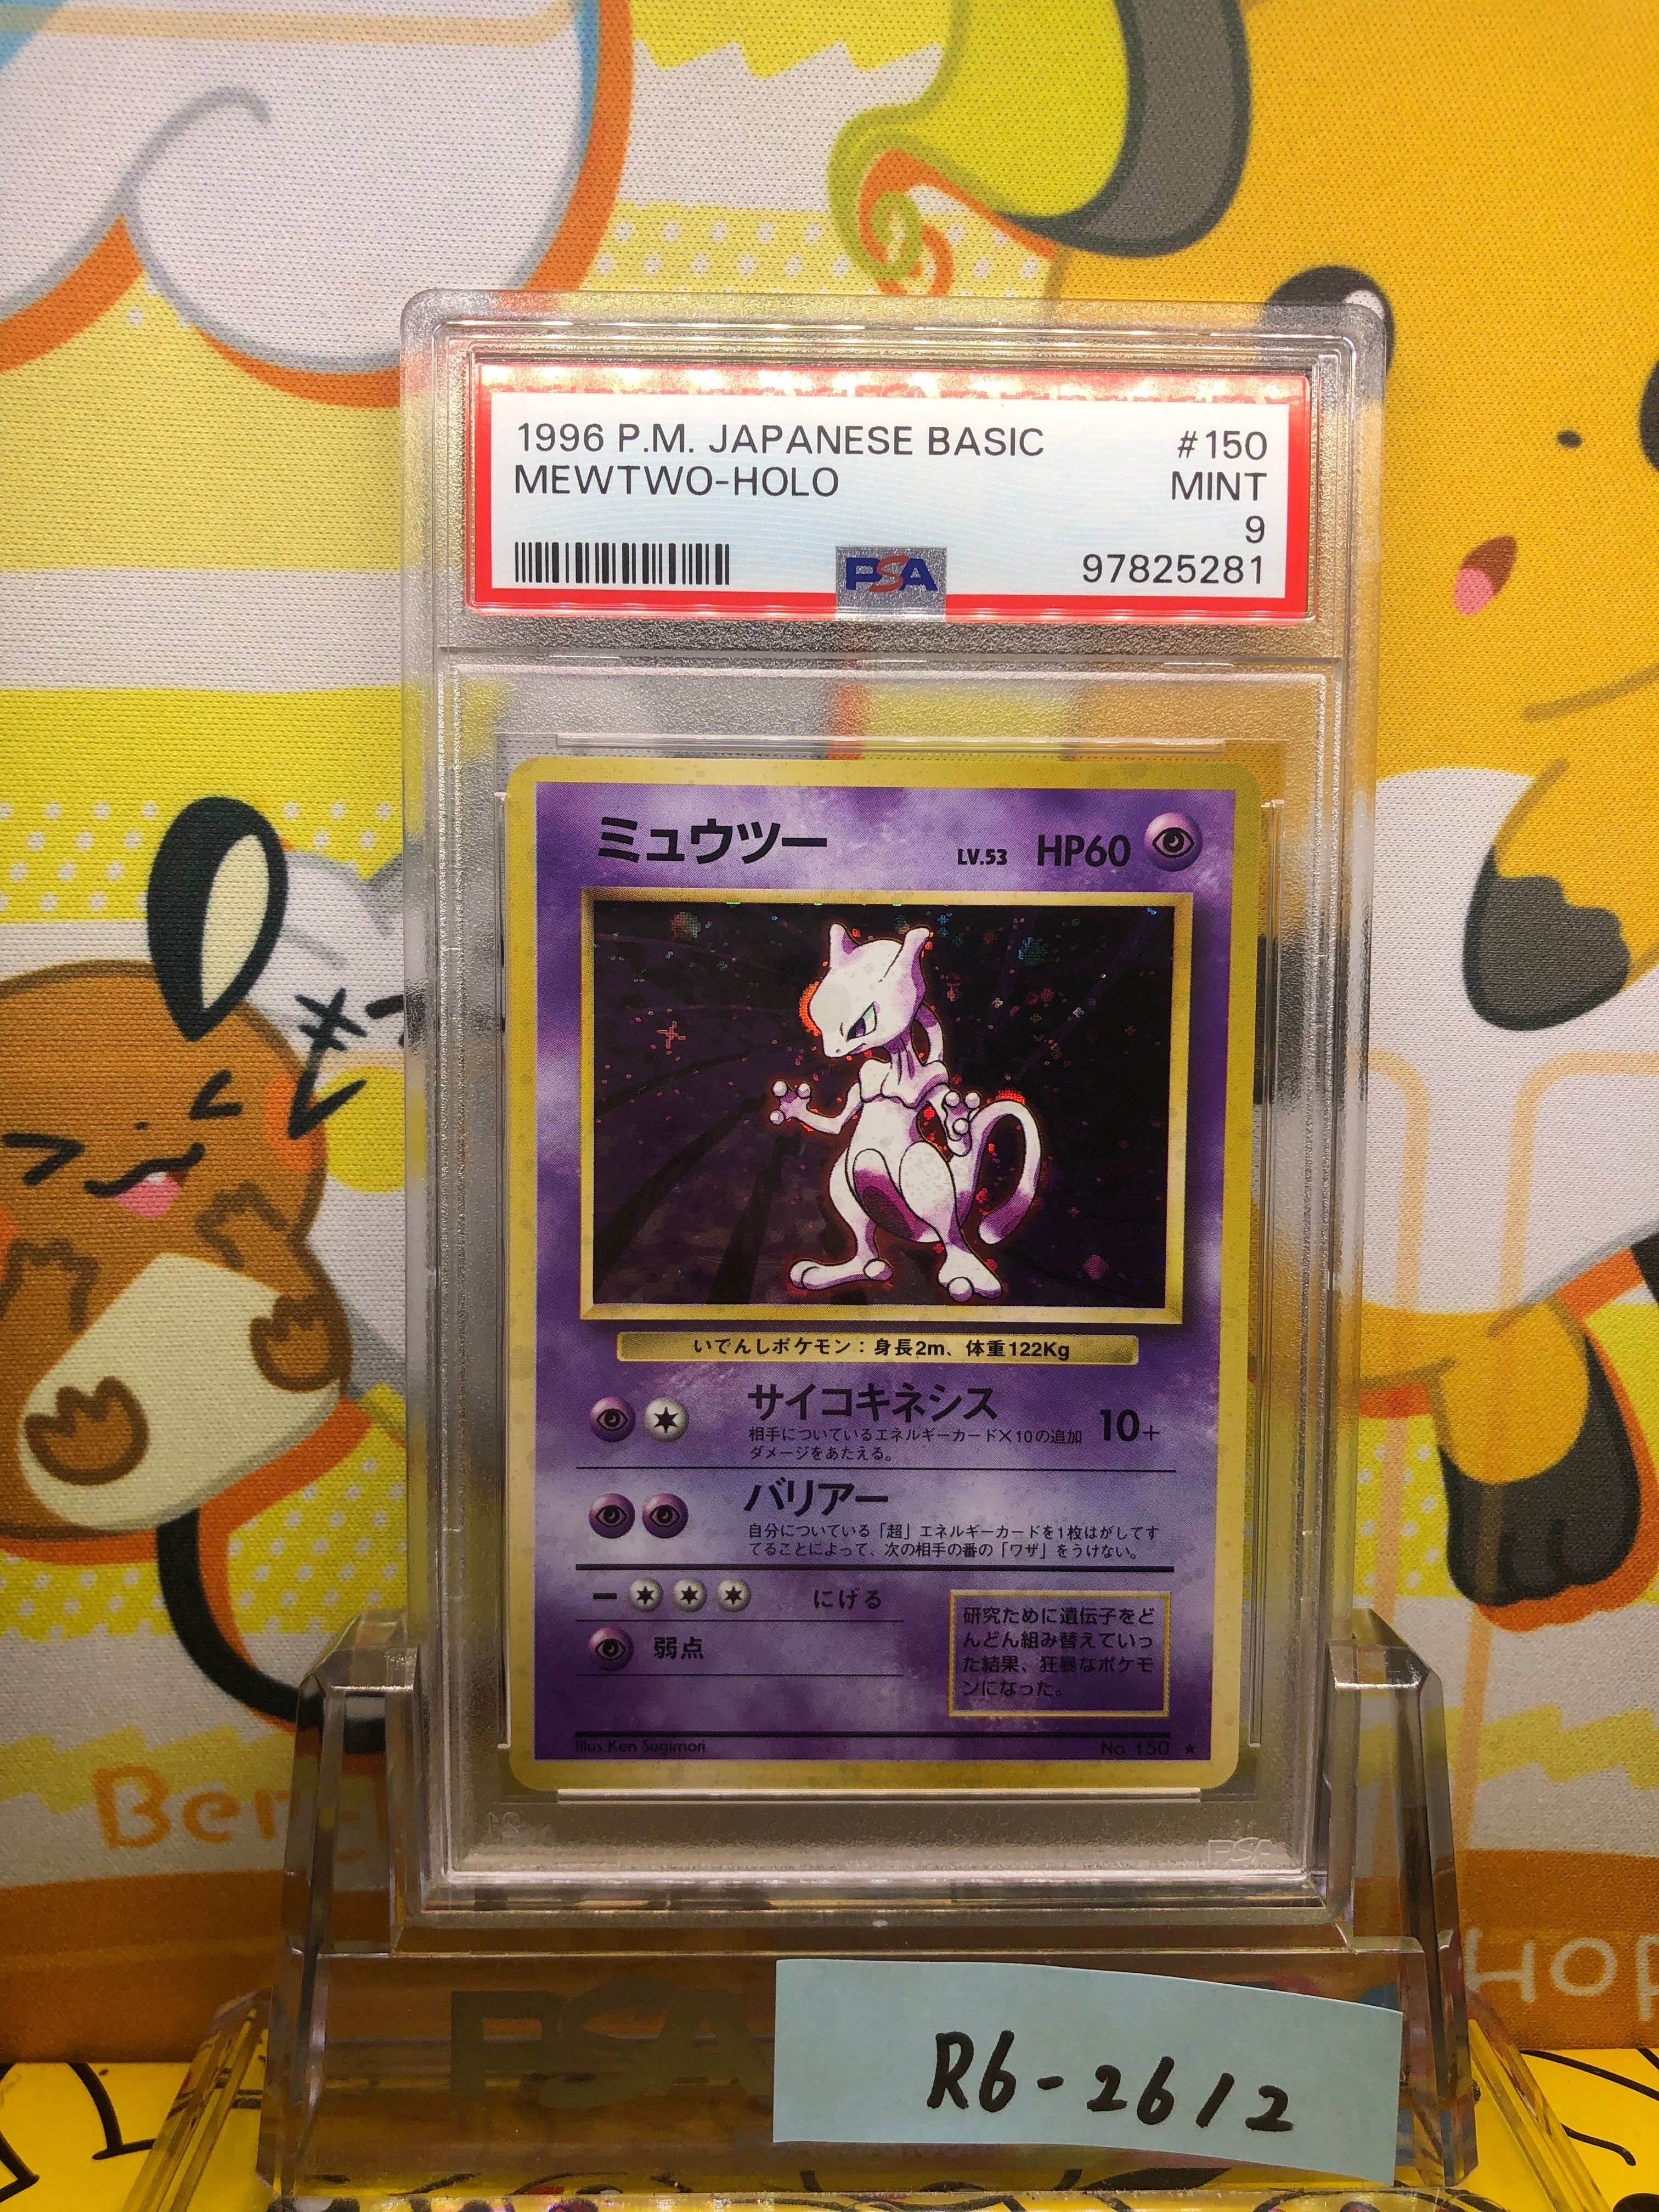 1996 P.M. JAPANESE BASIC #150
MEWTWO-HOLO MINT
9
PSA 97825281
ミュウツー LV.53 HP60
いでんしポケモン：身長2m、体重122Kg
サイコキネシス 10+
相手についているエネルギーカード×10の追加
ダメージをあたえる。
バリアー
自分についている「超」エネルギーカードを1枚はがしてす
てることによって、次の相手の番の「ワザ」をうけない。
にげる
弱点
研究ために遺伝子をど
んどん組み替えていっ
た結果、狂暴なポケモ
ンになった。
Illus. Ken Sugimori No. 150 ★
PSA
PSA
R6-2612